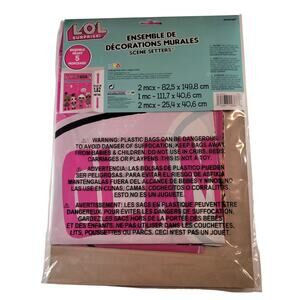 L.O.L.
SURPRISE!
ENSEMBLE DE
DÉCORATIONS MURALES
SCENE SETTERS
5
2 mcx - 82,5 x 149,8 cm
1 mc - 111,7 x 40,6 cm
2 mcx - 25,4 x 40,6 cm
⚠ WARNING: PLASTIC BAGS CAN BE DANGEROUS.
TO AVOID DANGER OF SUFFOCATION, KEEP AWAY
FROM BABIES & CHILDREN. DO NOT USE IN CRIBS, BEDS,
CARRIAGES OR PLAYPENS. THIS IS NOT A TOY.
⚠ ADVERTENCIA: LAS BOLSAS DE PLASTICO PUEDEN
SER PELIGROSAS. PARA EVITAR EL RIESGO DE ASFIXIA
MANTENGALAS FUERA DEL ALCANCE DE BEBÉS Y NIÑOS. NO
LAS USE EN CUNAS, CAMAS, COCHECITOS O CORRALITOS.
ESTO NO ES UN JUGUETE.
⚠ AVERTISSEMENT: LES SACS EN PLASTIQUE PEUVENT ÊTRE
DANGEREUX. POUR ÉVITER LES DANGERS DE SUFFOCATION,
GARDEZ LES SACS HORS DE LA PORTÉE DES BÉBÉS ET DES
ENFANTS. NE PAS UTILISER DANS LES COUCHETTES,
LITS, POUSSETTES OU PARCS. CECI N'EST PAS UN JOUET.